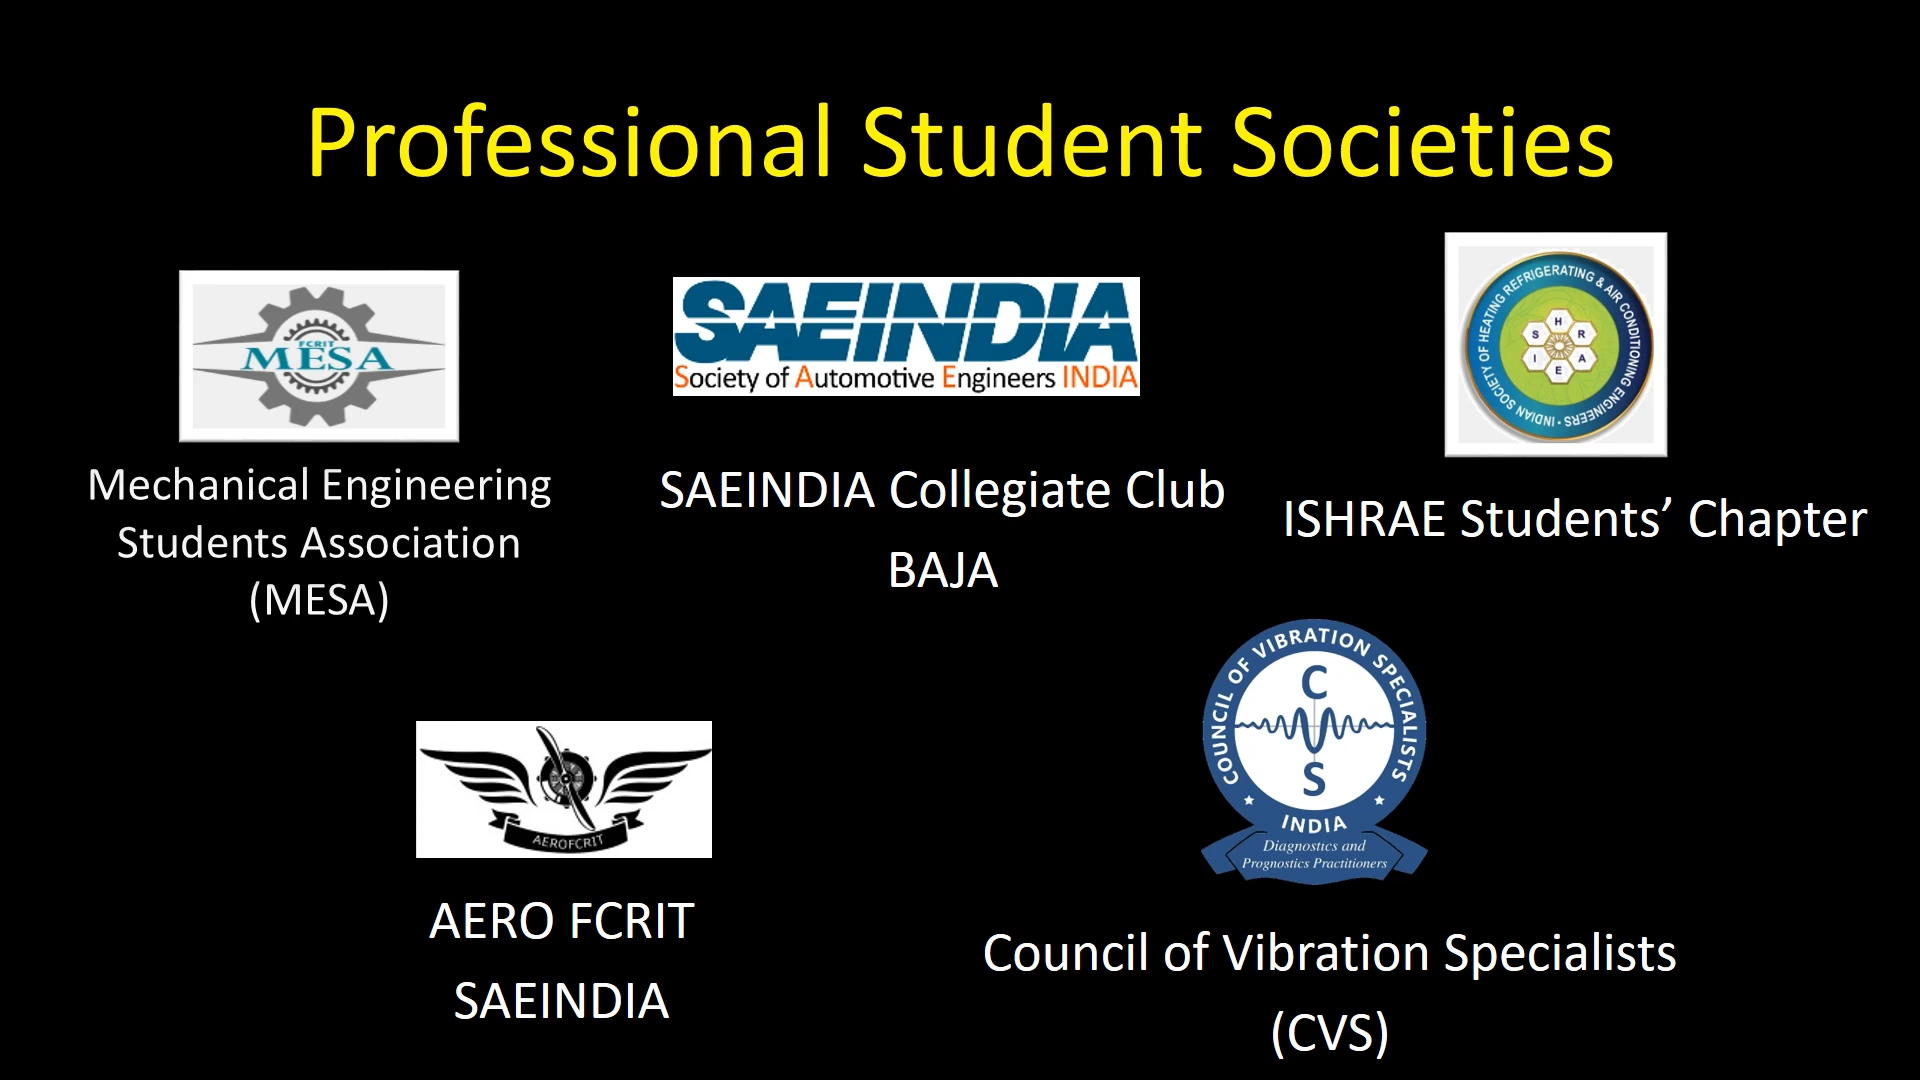 Professional Student Societies
FCRIT
MESA
Mechanical Engineering
Students Association
(MESA)
SAEINDIA
Society of Automotive Engineers INDIA
SAEINDIA Collegiate Club
BAJA
INDIAN SOCIETY OF HEATING REFRIGERATING & AIR CONDITIONING ENGINEERS •
I S H R A E
ISHRAE Students’ Chapter
AEROFCRIT
AERO FCRIT
SAEINDIA
COUNCIL OF VIBRATION SPECIALISTS
C
V
S
INDIA
Diagnostics and
Prognostics Practitioners
Council of Vibration Specialists
(CVS)